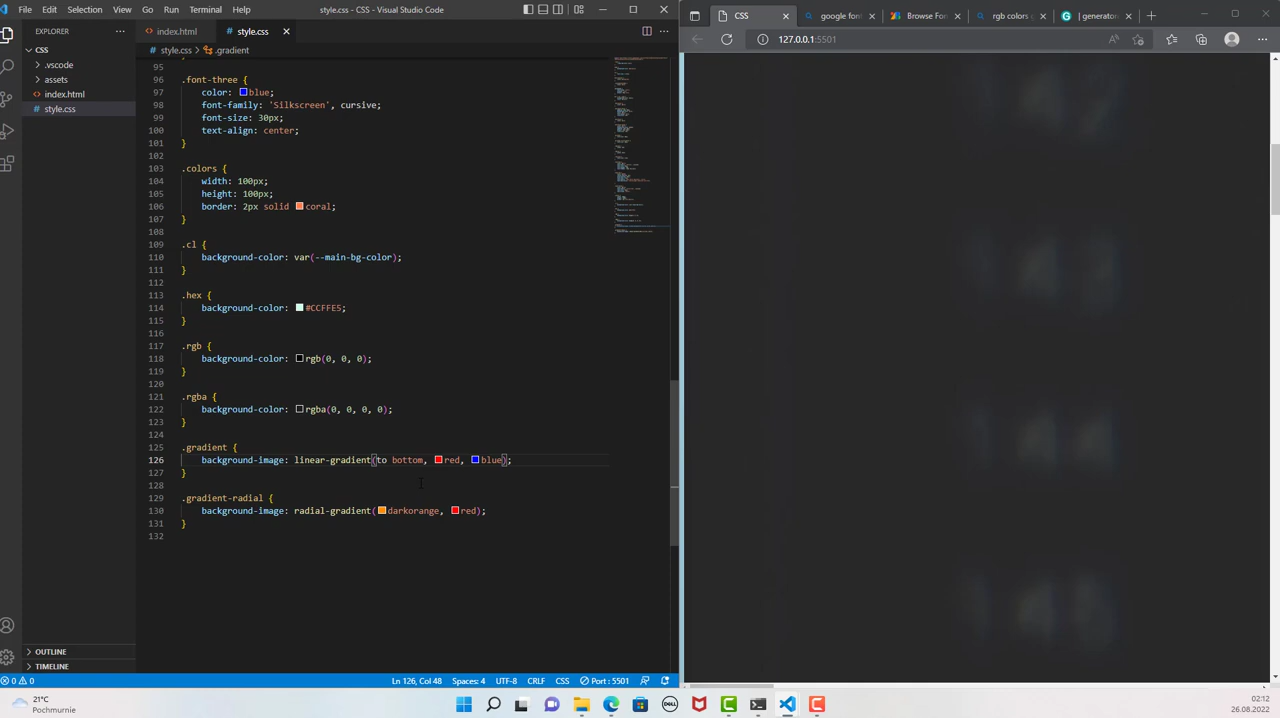 File Edit Selection View Go Run Terminal Help style.css - Visual Studio Code
CSS google font Browse Fon rgb colors g | generator
EXPLORER index.html style.css
127.0.0.1:5501
CSS style.css > .gradient
.vscode
assets
index.html
style.css
95
96 .font-three {
97 color: blue;
98 font-family: 'Silkscreen', cursive;
99 font-size: 30px;
100 text-align: center;
101 }
102
103 .colors {
104 width: 100px;
105 height: 100px;
106 border: 2px solid coral;
107 }
108
109 .cl {
110 background-color: var(--main-bg-color);
111 }
112
113 .hex {
114 background-color: #CCFFE5;
115 }
116
117 .rgb {
118 background-color: rgb(0, 0, 0);
119 }
120
121 .rgba {
122 background-color: rgba(0, 0, 0, 0);
123 }
124
125 .gradient {
126 background-image: linear-gradient(to bottom, red, blue);
127 }
128
129 .gradient-radial {
130 background-image: radial-gradient(darkorange, red);
131 }
132
OUTLINE
TIMELINE
0 0 Ln 126, Col 48 Spaces: 4 UTF-8 CRLF CSS Port : 5501
21°C
Pochmurnie
DELL
02:12
26.08.2022